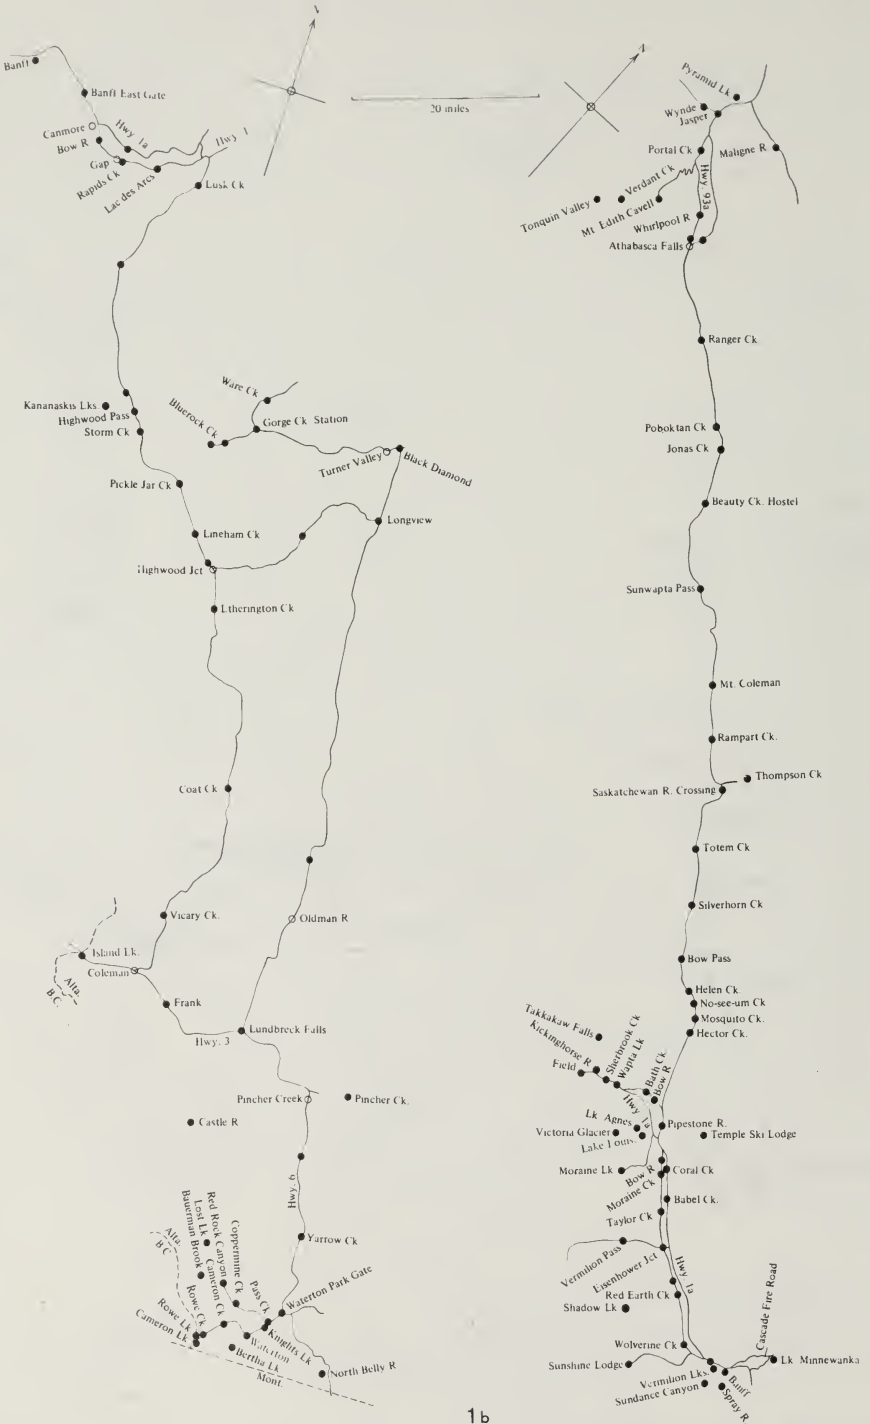 Banff
Banff East Gate
Canmore
Bow R
Gap
Rapids Ck
Lac des Arcs
Hwy 1a
Hwy 1
Lusk Ck
20 miles
Kananaskis Lks.
Highwood Pass
Storm Ck
Ware Ck
Bluerock Ck
Gorge Ck Station
Turner Valley
Black Diamond
Pickle Jar Ck
Lineham Ck
Longview
Highwood Jct
Etherington Ck
Coat Ck
Vicary Ck.
Oldman R
Island Lk.
Alta.
B.C.
Coleman
Frank
Lundbreck Falls
Hwy. 3
Pincher Creek
Pincher Ck.
Castle R
Hwy. 6
Yarrow Ck
Alta.
B.C.
Bauerman Brook
Lost Lk
Red Rock Canyon
Cameron Ck
Coppermine Ck
Pass Ck
Waterton Park Gate
Rowe Ck
Rowe Lk
Cameron Lk
Knights Lk
Waterton
Bertha Lk
Mont.
North Belly R
Pyramid Lk
Wynde
Jasper
Portal Ck
Maligne R
Verdant Ck
Tonquin Valley
Mt Edith Cavell
Hwy. 93a
Whirlpool R
Athabasca Falls
Ranger Ck
Poboktan Ck
Jonas Ck
Beauty Ck. Hostel
Sunwapta Pass
Mt. Coleman
Rampart Ck.
Thompson Ck
Saskatchewan R. Crossing
Totem Ck
Silverhorn Ck
Bow Pass
Helen Ck
No-see-um Ck
Mosquito Ck.
Hector Ck.
Takkakaw Falls
Kickinghorse R
Field
Sherbrook Ck
Wapta Lk
Bath Ck.
Bow R
Hwy 1a
Lk Agnes
Victoria Glacier
Lake Louis.
Pipestone R.
Temple Ski Lodge
Moraine Lk
Bow R
Moraine Ck
Coral Ck
Babel Ck.
Taylor Ck
Vermilion Pass
Eisenhower Jct
Hwy 1a
Red Earth Ck
Shadow Lk
Cascade Fire Road
Wolverine Ck
Sunshine Lodge
Lk Minnewanka
Vermilion Lks.
Sundance Canyon
Banff
Spray R
1b